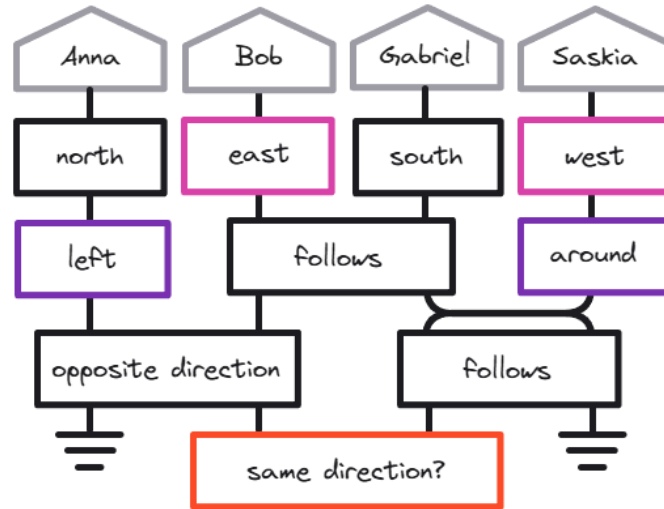 Anna
Bob
Gabriel
Saskia
north
east
south
west
left
follows
around
opposite direction
follows
same direction?